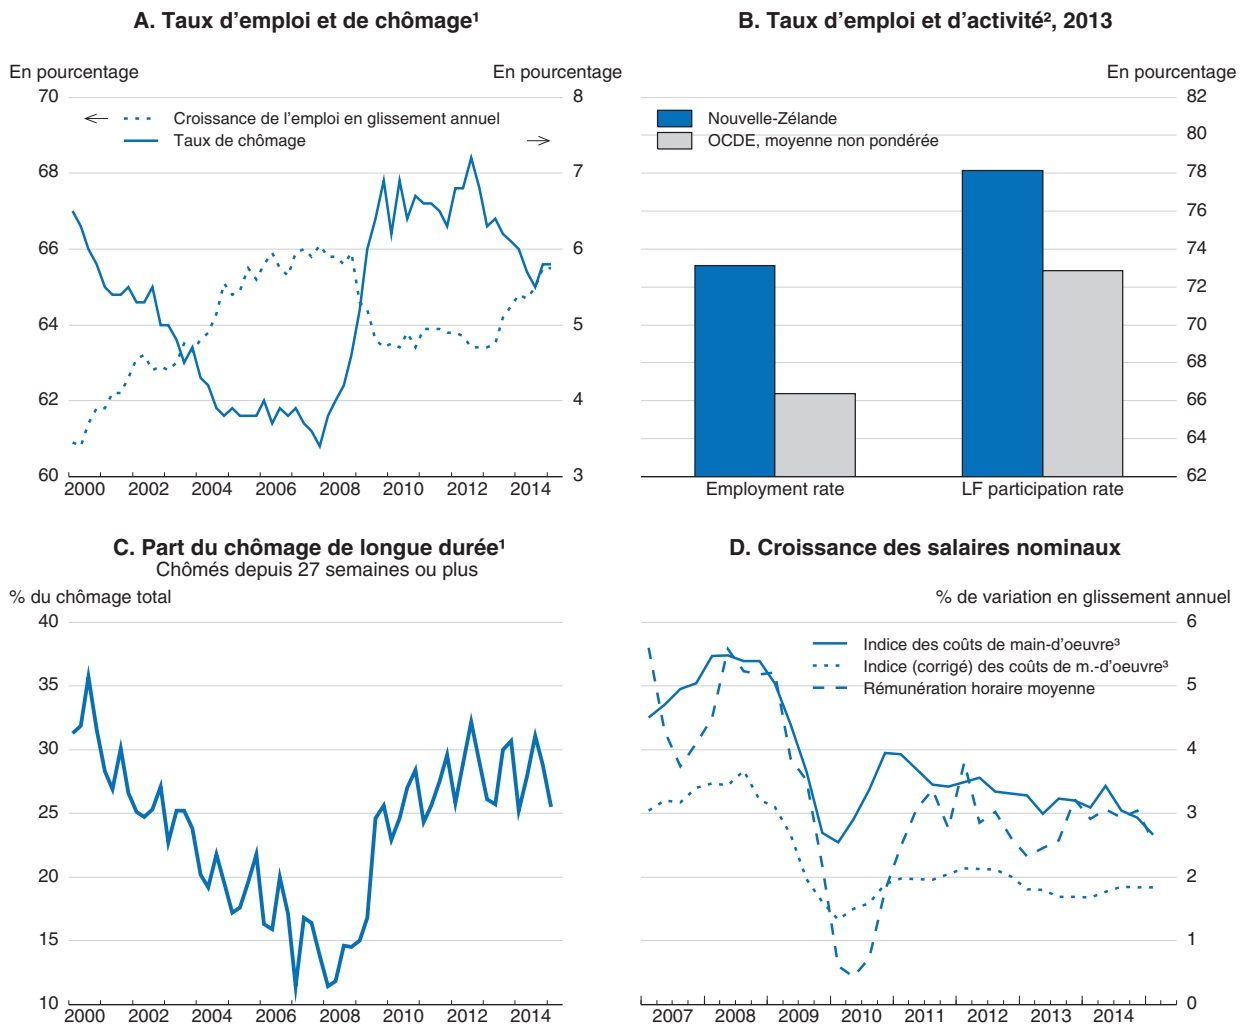 A. Taux d'emploi et de chômage¹
En pourcentage
En pourcentage
70
68
66
64
62
60
8
7
6
5
4
3
Croissance de l'emploi en glissement annuel
Taux de chômage
2000 2002 2004 2006 2008 2010 2012 2014
B. Taux d'emploi et d'activité², 2013
En pourcentage
82
80
78
76
74
72
70
68
66
64
62
Nouvelle-Zélande
OCDE, moyenne non pondérée
Employment rate LF participation rate
C. Part du chômage de longue durée¹
Chômés depuis 27 semaines ou plus
% du chômage total
40
35
30
25
20
15
10
2000 2002 2004 2006 2008 2010 2012 2014
D. Croissance des salaires nominaux
% de variation en glissement annuel
6
5
4
3
2
1
0
Indice des coûts de main-d'oeuvre³
Indice (corrigé) des coûts de m.-d'oeuvre³
Rémunération horaire moyenne
2007 2008 2009 2010 2011 2012 2013 2014